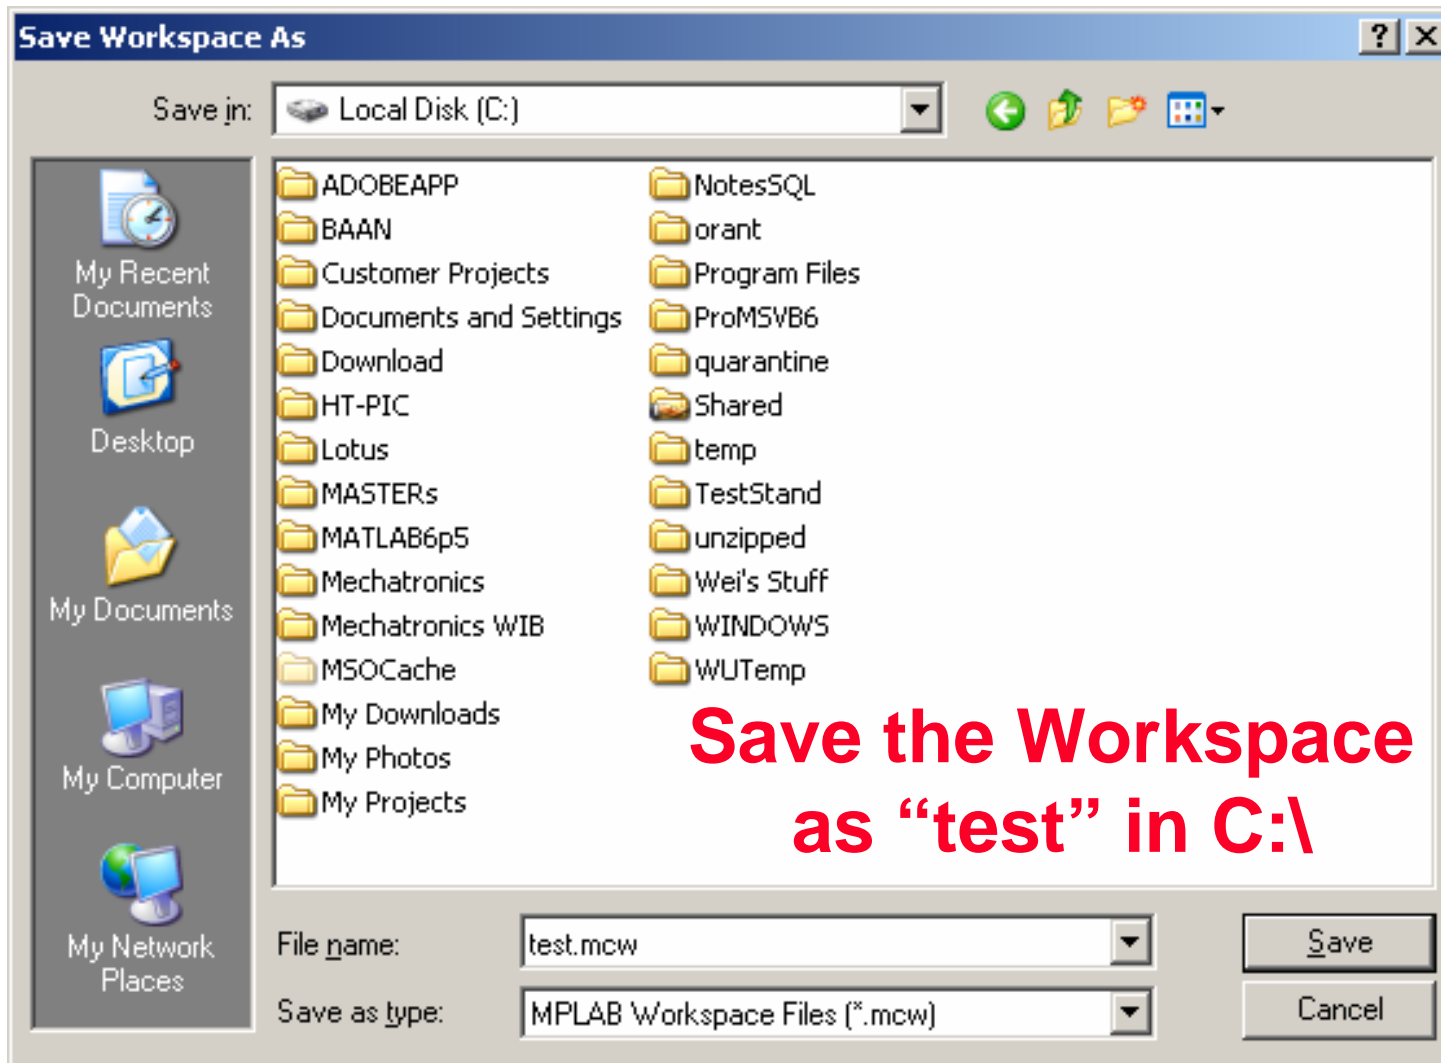 Save Workspace As
Save in:
Local Disk (C:)
My Recent
Documents
Desktop
My Documents
My Computer
My Network
Places
ADOBEAPP
BAAN
Customer Projects
Documents and Settings
Download
HT-PIC
Lotus
MASTERs
MATLAB6p5
Mechatronics
Mechatronics WIB
MSOCache
My Downloads
My Photos
My Projects
NotesSQL
orant
Program Files
ProMSVB6
quarantine
Shared
temp
TestStand
unzipped
Wei's Stuff
WINDOWS
WUTemp
Save the Workspace
as “test” in C:\
File name:
test.mcw
Save
Save as type:
MPLAB Workspace Files (*.mcw)
Cancel